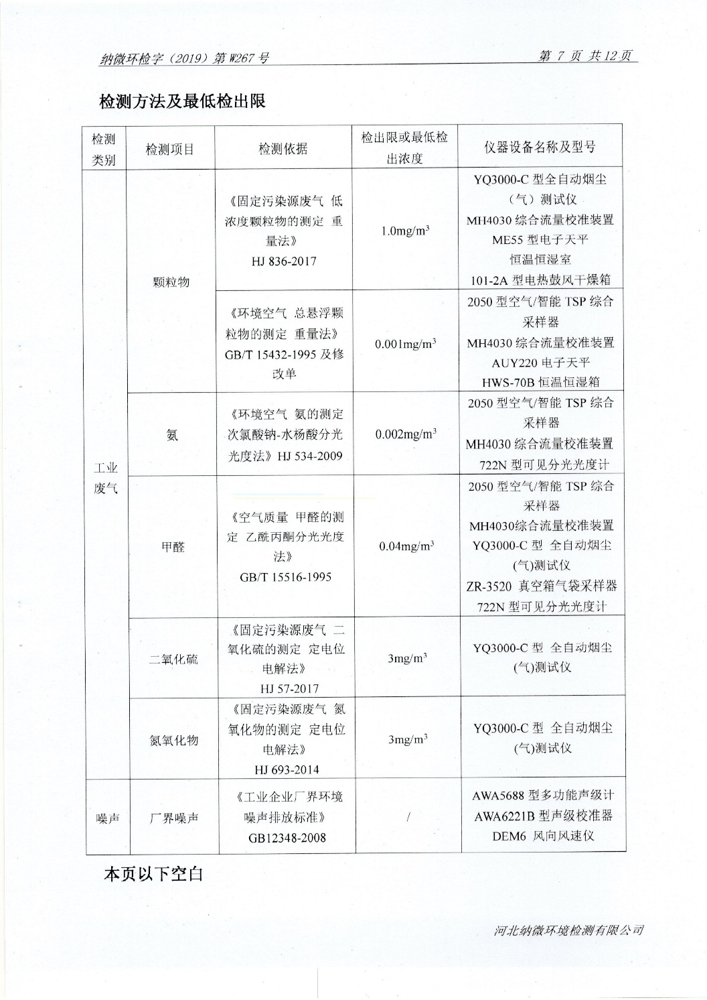 纳微环检字（2019）第 W267 号
第 7 页 共 12 页
检测方法及最低检出限
检测
类别
检测项目
检测依据
检出限或最低检
出浓度
仪器设备名称及型号
工业
废气
颗粒物
《固定污染源废气 低
浓度颗粒物的测定 重
量法》
HJ 836-2017
1.0mg/m³
YQ3000-C 型全自动烟尘
（气）测试仪
MH4030 综合流量校准装置
ME55 型电子天平
恒温恒湿室
101-2A 型电热鼓风干燥箱
《环境空气 总悬浮颗
粒物的测定 重量法》
GB/T 15432-1995 及修
改单
0.001mg/m³
2050 型空气/智能 TSP 综合
采样器
MH4030 综合流量校准装置
AUY220 电子天平
HWS-70B 恒温恒湿箱
氨
《环境空气 氨的测定
次氯酸钠-水杨酸分光
光度法》HJ 534-2009
0.002mg/m³
2050 型空气/智能 TSP 综合
采样器
MH4030 综合流量校准装置
722N 型可见分光光度计
甲醛
《空气质量 甲醛的测
定 乙酰丙酮分光光度
法》
GB/T 15516-1995
0.04mg/m³
2050 型空气/智能 TSP 综合
采样器
MH4030综合流量校准装置
YQ3000-C 型 全自动烟尘
(气)测试仪
ZR-3520 真空箱气袋采样器
722N 型可见分光光度计
二氧化硫
《固定污染源废气 二
氧化硫的测定 定电位
电解法》
HJ 57-2017
3mg/m³
YQ3000-C 型 全自动烟尘
(气)测试仪
氮氧化物
《固定污染源废气 氮
氧化物的测定 定电位
电解法》
HJ 693-2014
3mg/m³
YQ3000-C 型 全自动烟尘
(气)测试仪
噪声
厂界噪声
《工业企业厂界环境
噪声排放标准》
GB12348-2008
/
AWA5688 型多功能声级计
AWA6221B 型声级校准器
DEM6 风向风速仪
本页以下空白
河北纳微环境检测有限公司